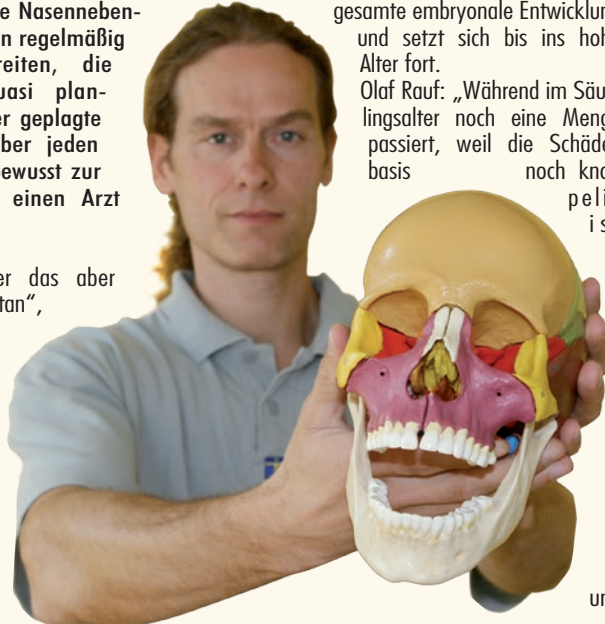 e Nasenneben-
n regelmäßig
reiten, die
uasi plan-
er geplagte
ber jeden
bewusst zur
einen Arzt
er das aber
tan“,
gesamte embryonale Entwicklun
und setzt sich bis ins hoh
Alter fort.
Olaf Rauf: „Während im Säu
lingsalter noch eine Meng
passiert, weil die Schäde
basis noch kno
peli
is
un